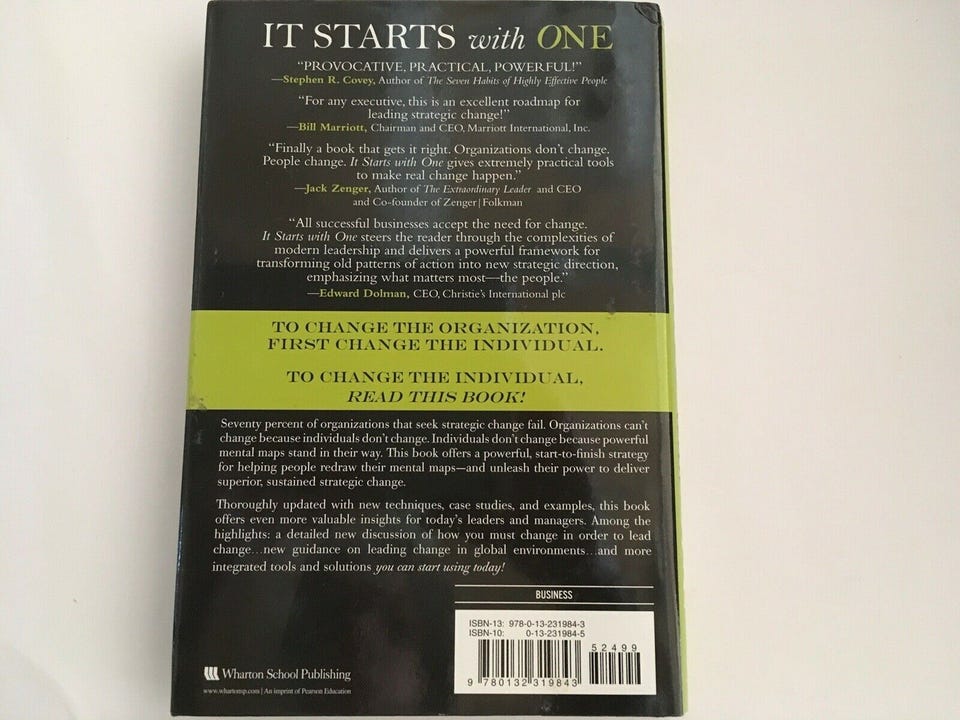 IT STARTS with ONE
“PROVOCATIVE, PRACTICAL, POWERFUL!”
—Stephen R. Covey, Author of The Seven Habits of Highly Effective People
“For any executive, this is an excellent roadmap for
leading strategic change!”
—Bill Marriott, Chairman and CEO, Marriott International, Inc.
“Finally a book that gets it right. Organizations don’t change.
People change. It Starts with One gives extremely practical tools
to make real change happen.”
—Jack Zenger, Author of The Extraordinary Leader and CEO
and Co-founder of Zenger|Folkman
“All successful businesses accept the need for change.
It Starts with One steers the reader through the complexities of
modern leadership and delivers a powerful framework for
transforming old patterns of action into new strategic direction,
emphasizing what matters most—the people.”
—Edward Dolman, CEO, Christie’s International plc
TO CHANGE THE ORGANIZATION,
FIRST CHANGE THE INDIVIDUAL.
TO CHANGE THE INDIVIDUAL,
READ THIS BOOK!
Seventy percent of organizations that seek strategic change fail. Organizations can’t
change because individuals don’t change. Individuals don’t change because powerful
mental maps stand in their way. This book offers a powerful, start-to-finish strategy
for helping people redraw their mental maps—and unleash their power to deliver
superior, sustained strategic change.
Thoroughly updated with new techniques, case studies, and examples, this book
offers even more valuable insights for today’s leaders and managers. Among the
highlights: a detailed new discussion of how you must change in order to lead
change…new guidance on leading change in global environments…and more
integrated tools and solutions you can start using today!
BUSINESS
ISBN-13: 978-0-13-231984-3
ISBN-10: 0-13-231984-5
52499
9 780132 319843
Wharton School Publishing
www.whartonsp.com | An imprint of Pearson Education